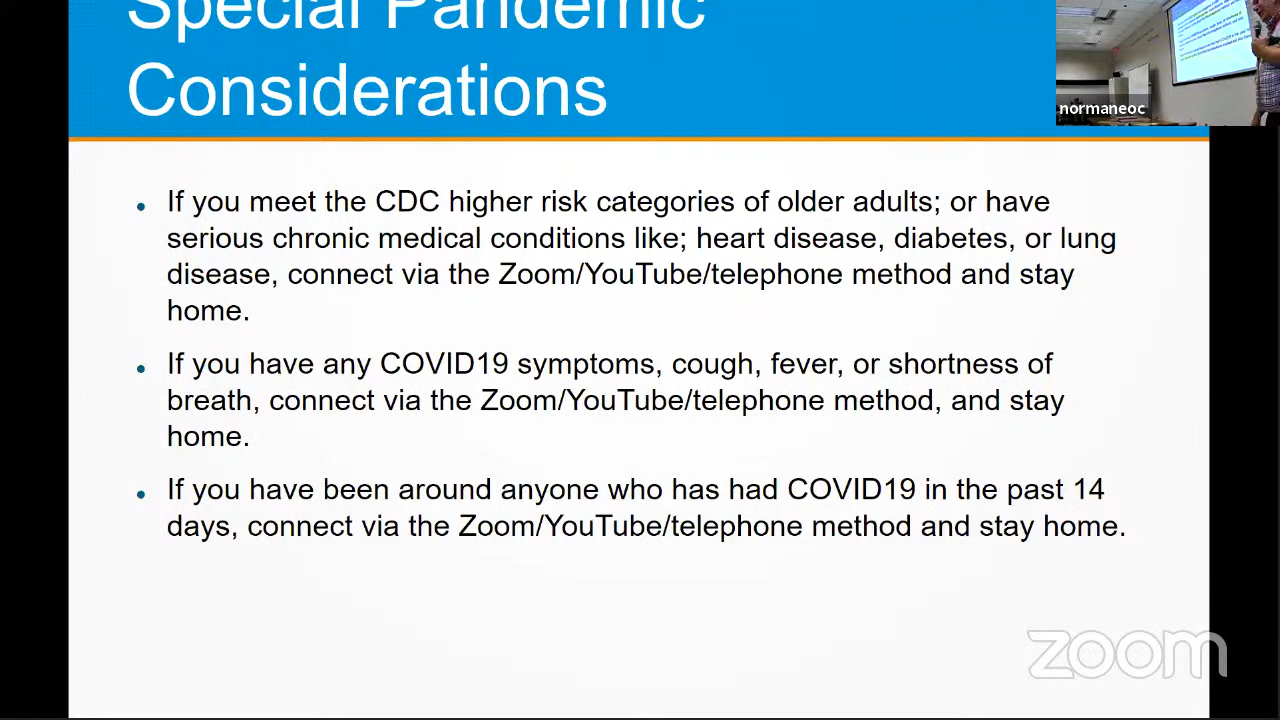 Special Pandemic
Considerations
normaneoc
• If you meet the CDC higher risk categories of older adults; or have
serious chronic medical conditions like; heart disease, diabetes, or lung
disease, connect via the Zoom/YouTube/telephone method and stay
home.
• If you have any COVID19 symptoms, cough, fever, or shortness of
breath, connect via the Zoom/YouTube/telephone method, and stay
home.
• If you have been around anyone who has had COVID19 in the past 14
days, connect via the Zoom/YouTube/telephone method and stay home.
zoom